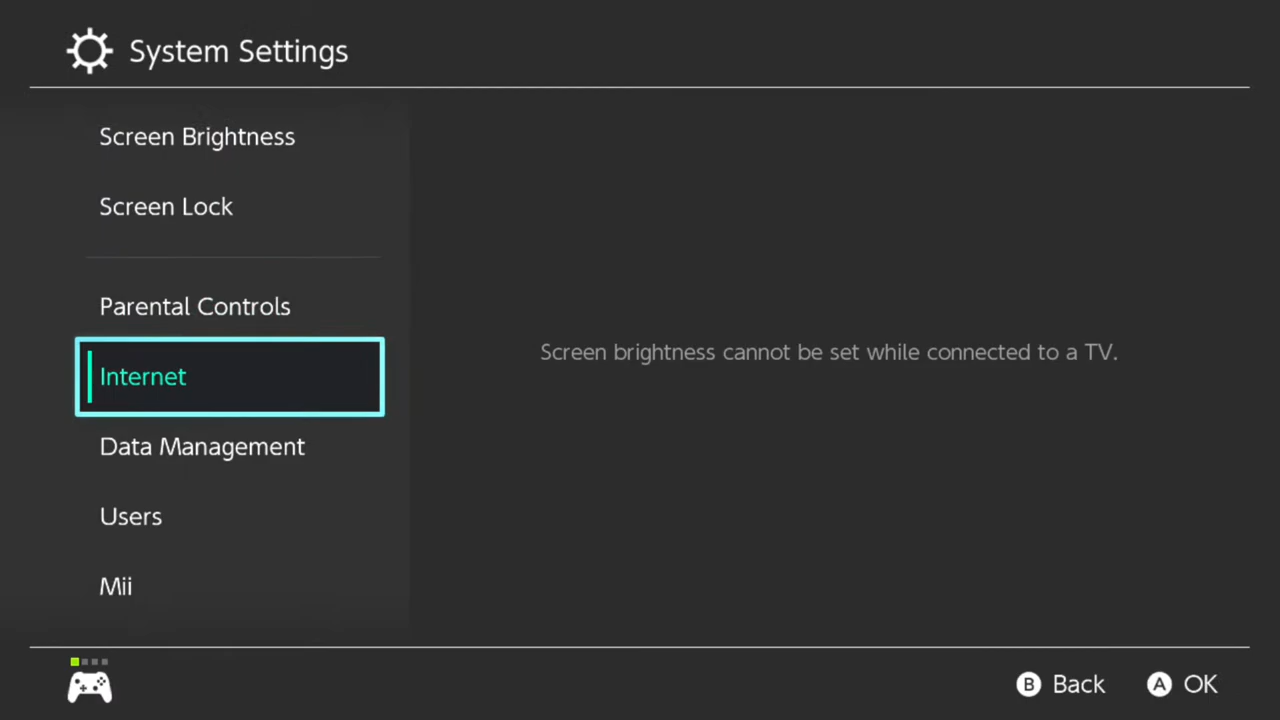 System Settings
Screen Brightness
Screen Lock
Parental Controls
Internet
Data Management
Users
Mii
Screen brightness cannot be set while connected to a TV.
B Back
A OK